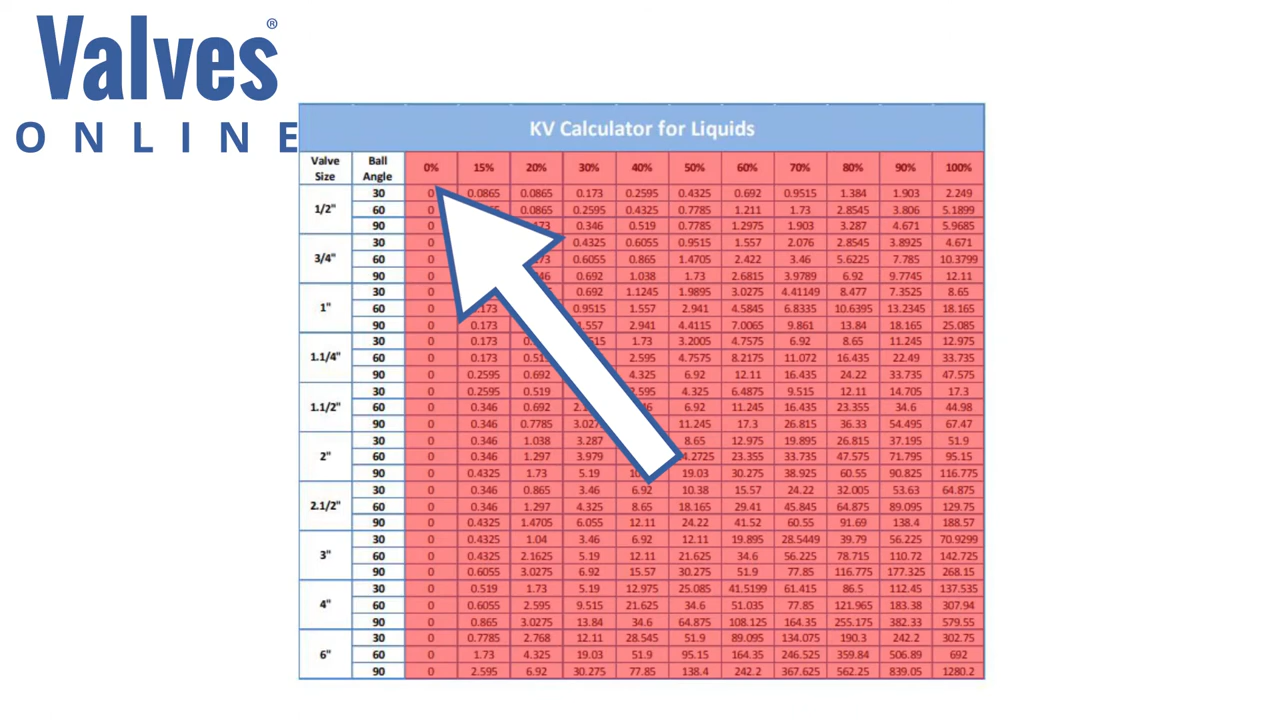 Valves®
ONLINE
KV Calculator for Liquids
Valve Size Ball Angle 0% 15% 20% 30% 40% 50% 60% 70% 80% 90% 100%
1/2" 30 0 0.0865 0.0865 0.173 0.2595 0.4325 0.692 0.9515 1.384 1.903 2.249
60 0 0.0865 0.2595 0.4325 0.7785 1.211 1.73 2.8545 3.806 5.1899
90 0 0.346 0.519 0.7785 1.2975 1.903 3.287 4.671 5.9685
3/4" 30 0 0.4325 0.6055 0.9515 1.557 2.076 2.8545 3.8925 4.671
60 0 0.6055 0.865 1.4705 2.422 3.46 5.6225 7.785 10.3799
90 0 0.692 1.038 1.73 2.6815 3.9789 6.92 9.7745 12.11
1" 30 0 0.692 1.1245 1.9895 3.0275 4.41149 8.477 7.3525 8.65
60 0 0.173 0.9515 1.557 2.941 4.5845 6.8335 10.6395 13.2345 18.165
90 0 0.173 2.941 4.4115 7.0065 9.861 13.84 18.165 25.085
1.1/4" 30 0 0.173 1.73 3.2005 4.7575 6.92 8.65 11.245 12.975
60 0 0.173 2.595 4.7575 8.2175 11.072 16.435 22.49 33.735
90 0 0.2595 0.692 4.325 6.92 12.11 16.435 24.22 33.735 47.575
1.1/2" 30 0 0.2595 0.519 4.325 6.4875 9.515 12.11 14.705 17.3
60 0 0.346 0.692 6.92 11.245 16.435 23.355 34.6 44.98
90 0 0.346 0.7785 11.245 17.3 26.815 36.33 54.495 67.47
2" 30 0 0.346 1.038 3.287 8.65 12.975 19.895 26.815 37.195 51.9
60 0 0.346 1.297 3.979 23.355 33.735 47.575 71.795 95.15
90 0 0.4325 1.73 5.19 19.03 30.275 38.925 60.55 90.825 116.775
2.1/2" 30 0 0.346 0.865 3.46 6.92 10.38 15.57 24.22 32.005 53.63 64.875
60 0 0.346 1.297 4.325 8.65 18.165 29.41 45.845 64.875 89.095 129.75
90 0 0.4325 1.4705 6.055 12.11 24.22 41.52 60.55 91.69 138.4 188.57
3" 30 0 0.4325 1.04 3.46 6.92 12.11 19.895 28.5449 39.79 56.225 70.9299
60 0 0.4325 2.1625 5.19 12.11 21.625 34.6 56.225 78.715 110.72 142.725
90 0 0.6055 3.0275 6.92 15.57 30.275 51.9 77.85 116.775 177.325 268.15
4" 30 0 0.519 1.73 5.19 12.975 25.085 41.5199 61.415 86.5 112.45 137.535
60 0 0.6055 2.595 9.515 21.625 34.6 51.035 77.85 121.965 183.38 307.94
90 0 0.865 3.0275 13.84 34.6 64.875 108.125 164.35 255.175 382.33 579.55
6" 30 0 0.7785 2.768 12.11 28.545 51.9 89.095 134.075 190.3 242.2 302.75
60 0 1.73 4.325 19.03 51.9 95.15 164.35 246.525 359.84 506.89 692
90 0 2.595 6.92 30.275 77.85 138.4 242.2 367.625 562.25 839.05 1280.2